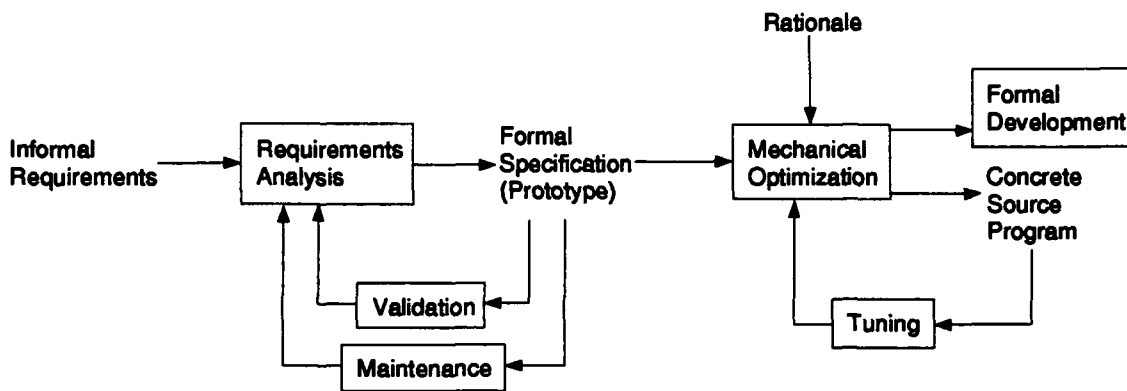 Rationale
Informal
Requirements
Requirements
Analysis
Formal
Specification
(Prototype)
Mechanical
Optimization
Formal
Development
Concrete
Source
Program
Validation
Maintenance
Tuning